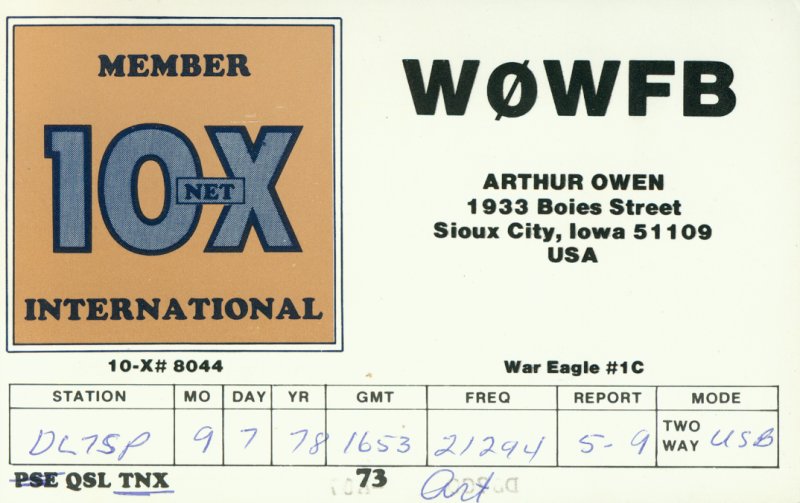 MEMBER
10-X
NET
INTERNATIONAL
10-X# 8044
WØWFB
ARTHUR OWEN
1933 Boies Street
Sioux City, Iowa 51109
USA
War Eagle #1C
STATION MO DAY YR GMT FREQ REPORT MODE
DL7SP 9 7 78 1653 21294 5-9 TWO WAY USB
PSE QSL TNX 73 Art